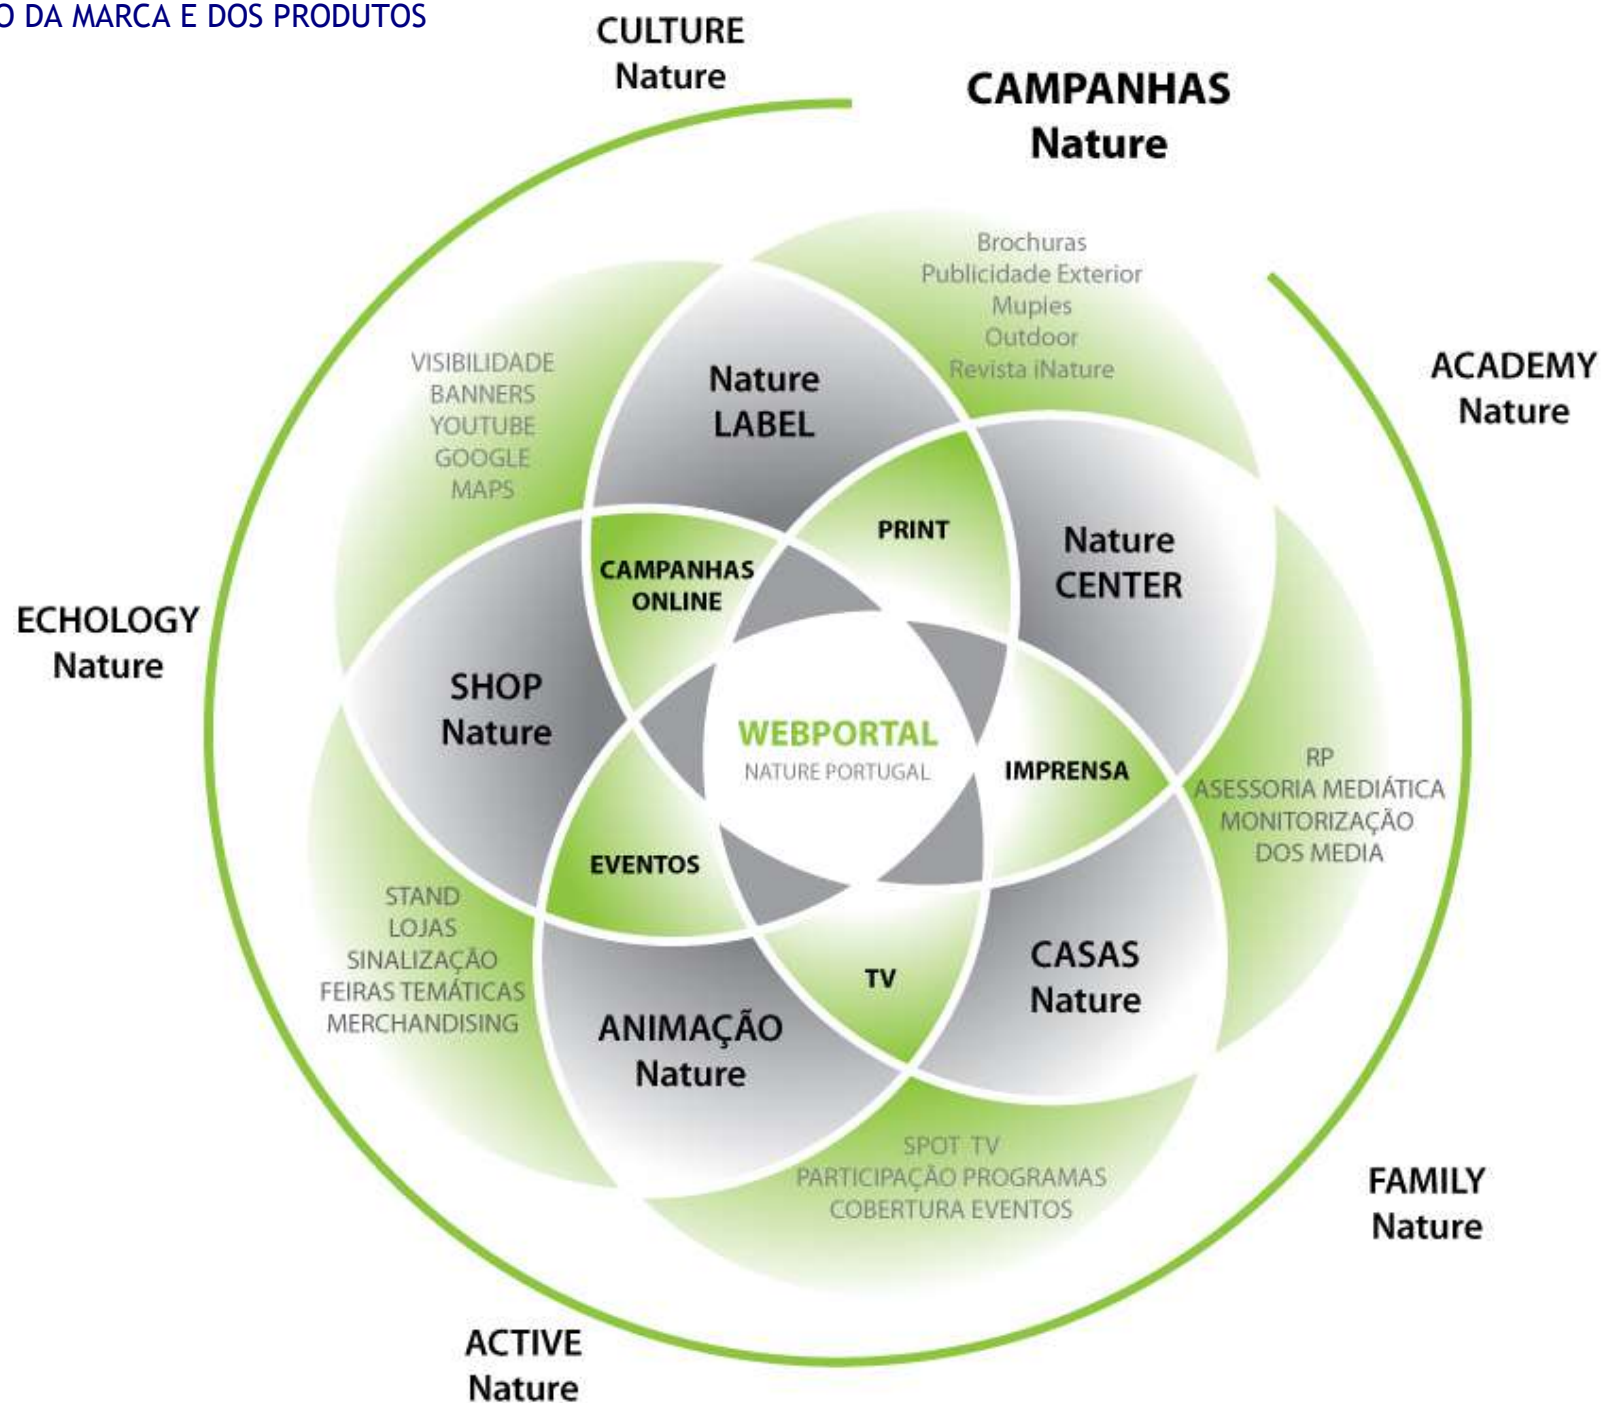 O DA MARCA E DOS PRODUTOS
CULTURE
Nature
CAMPANHAS
Nature
Brochuras
Publicidade Exterior
Mupies
Outdoor
Revista iNature
VISIBILIDADE
BANNERS
YOUTUBE
GOOGLE
MAPS
Nature
LABEL
ACADEMY
Nature
PRINT
Nature
CENTER
CAMPANHAS
ONLINE
ECHOLOGY
Nature
SHOP
Nature
WEBPORTAL
NATURE PORTUGAL
IMPRENSA
RP
ASESSORIA MEDIÁTICA
MONITORIZAÇÃO
DOS MEDIA
EVENTOS
STAND
LOJAS
SINALIZAÇÃO
FEIRAS TEMÁTICAS
MERCHANDISING
TV
CASAS
Nature
ANIMAÇÃO
Nature
SPOT TV
PARTICIPAÇÃO PROGRAMAS
COBERTURA EVENTOS
FAMILY
Nature
ACTIVE
Nature